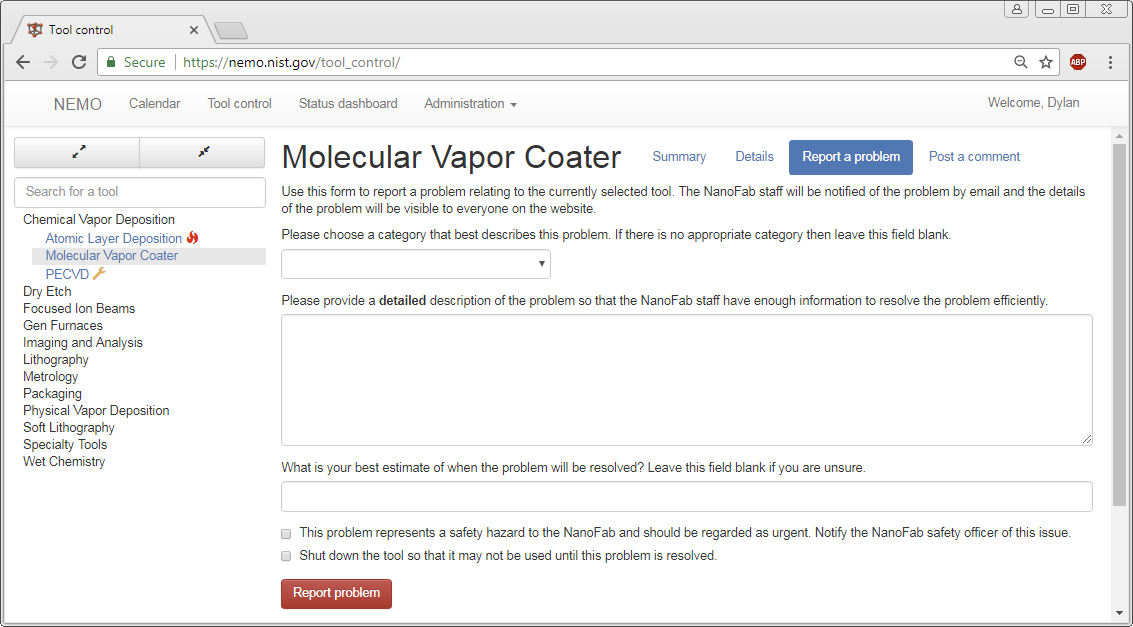 Tool control
Secure https://nemo.nist.gov/tool_control/
ABP
NEMO Calendar Tool control Status dashboard Administration Welcome, Dylan
Search for a tool
Chemical Vapor Deposition
Atomic Layer Deposition
Molecular Vapor Coater
PECVD
Dry Etch
Focused Ion Beams
Gen Furnaces
Imaging and Analysis
Lithography
Metrology
Packaging
Physical Vapor Deposition
Soft Lithography
Specialty Tools
Wet Chemistry
Molecular Vapor Coater Summary Details Report a problem Post a comment
Use this form to report a problem relating to the currently selected tool. The NanoFab staff will be notified of the problem by email and the details
of the problem will be visible to everyone on the website.
Please choose a category that best describes this problem. If there is no appropriate category then leave this field blank.
Please provide a detailed description of the problem so that the NanoFab staff have enough information to resolve the problem efficiently.
What is your best estimate of when the problem will be resolved? Leave this field blank if you are unsure.
This problem represents a safety hazard to the NanoFab and should be regarded as urgent. Notify the NanoFab safety officer of this issue.
Shut down the tool so that it may not be used until this problem is resolved.
Report problem